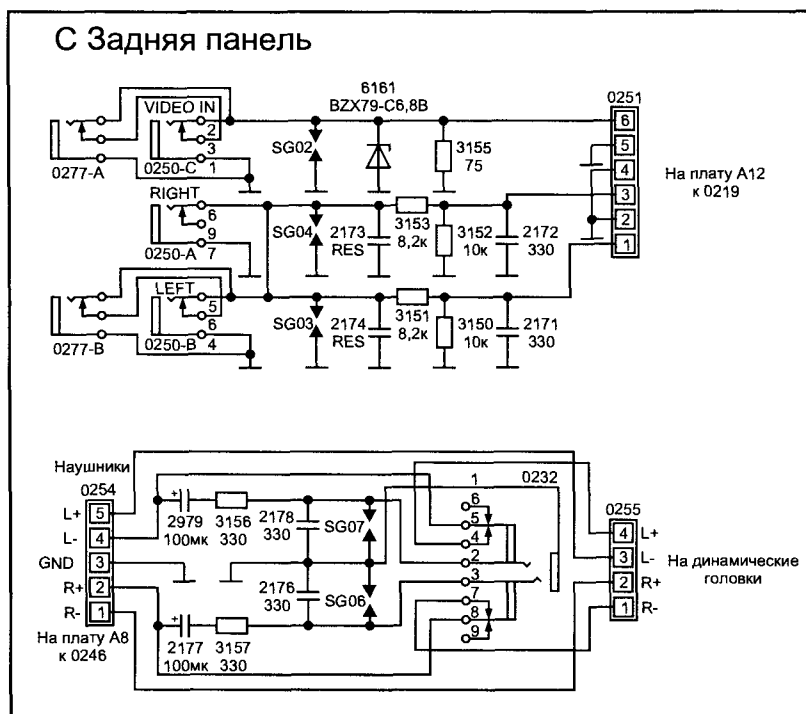 С Задняя панель
6161
BZX79-C6,8B
0251
VIDEO IN
2
3
1
0277-A
0250-C
SG02
3155
75
6
5
4
3
2
1
На плату А12
к 0219
RIGHT
6
9
7
0250-A
SG04
2173
RES
3153
8,2к
3152
10к
2172
330
LEFT
5
6
4
0277-B
0250-B
SG03
2174
RES
3151
8,2к
3150
10к
2171
330
Наушники
0254
L+
5
L-
4
GND
3
R+
2
R-
1
На плату А8
к 0246
+
2979
100мк
3156
330
2178
330
SG07
2176
330
SG06
+
2177
100мк
3157
330
1
0232
6
5
4
2
3
7
8
9
0255
4
L+
3
L-
2
R+
1
R-
На динамические
головки